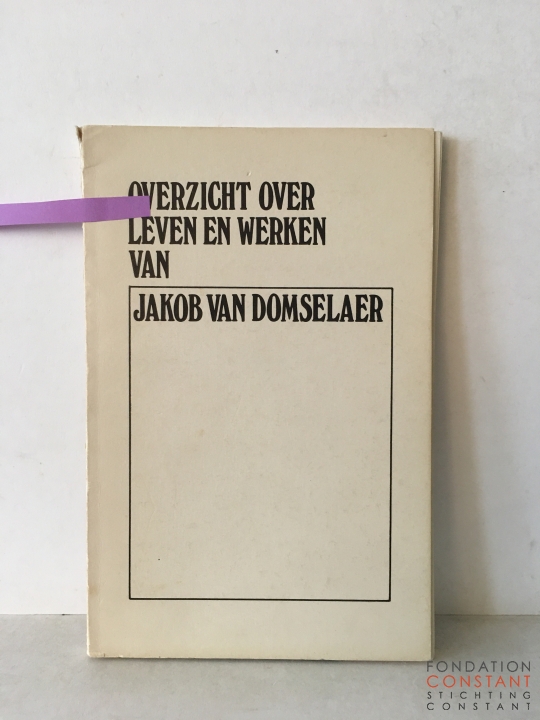 OVERZICHT OVER
LEVEN EN WERKEN
VAN
JAKOB VAN DOMSELAER
FONDATION
CONSTANT
STICHTING
CONSTANT